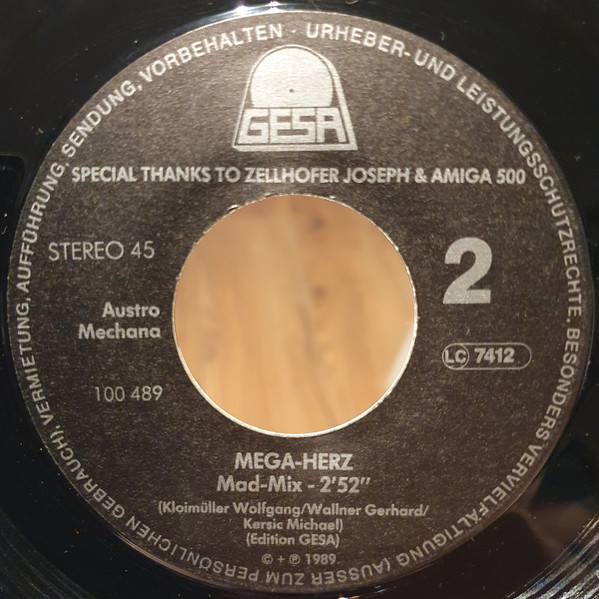 URHEBER- UND LEISTUNGSSCHUTZRECHTE, BESONDERS VERVIELFÄLTIGUNG (AUSSER ZUM PERSÖNLICHEN GEBRAUCH), VERMIETUNG, AUFFÜHRUNG, SENDUNG, VORBEHALTEN ·
GESA
SPECIAL THANKS TO ZELLHOFER JOSEPH & AMIGA 500
STEREO 45
2
Austro
Mechana
LC 7412
100 489
MEGA-HERZ
Mad-Mix - 2'52"
(Kloimüller Wolfgang/Wallner Gerhard/
Kersic Michael)
(Edition GESA)
© + ℗ 1989